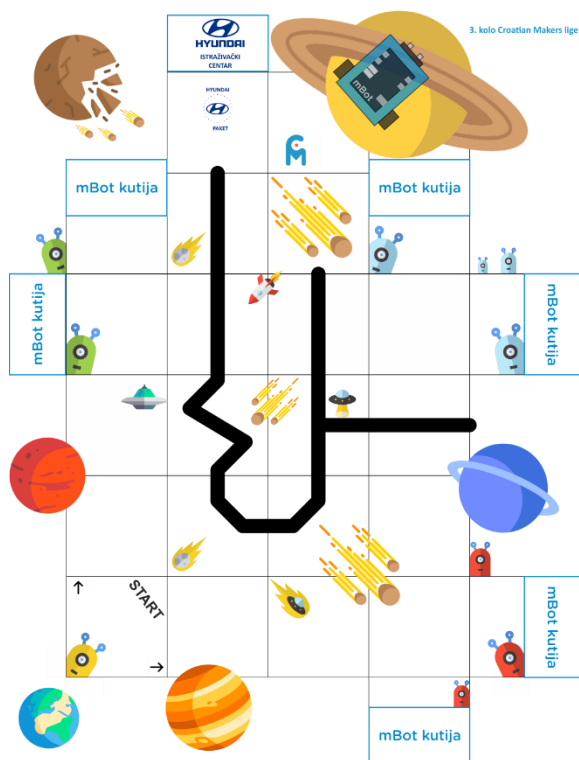 HYUNDAI
ISTRAŽIVAČKI
CENTAR
3. kolo Croatian Makers lige
HYUNDAI
PAKET
mBot
mBot kutija
mBot kutija
mBot kutija
mBot kutija
START
mBot kutija
mBot kutija